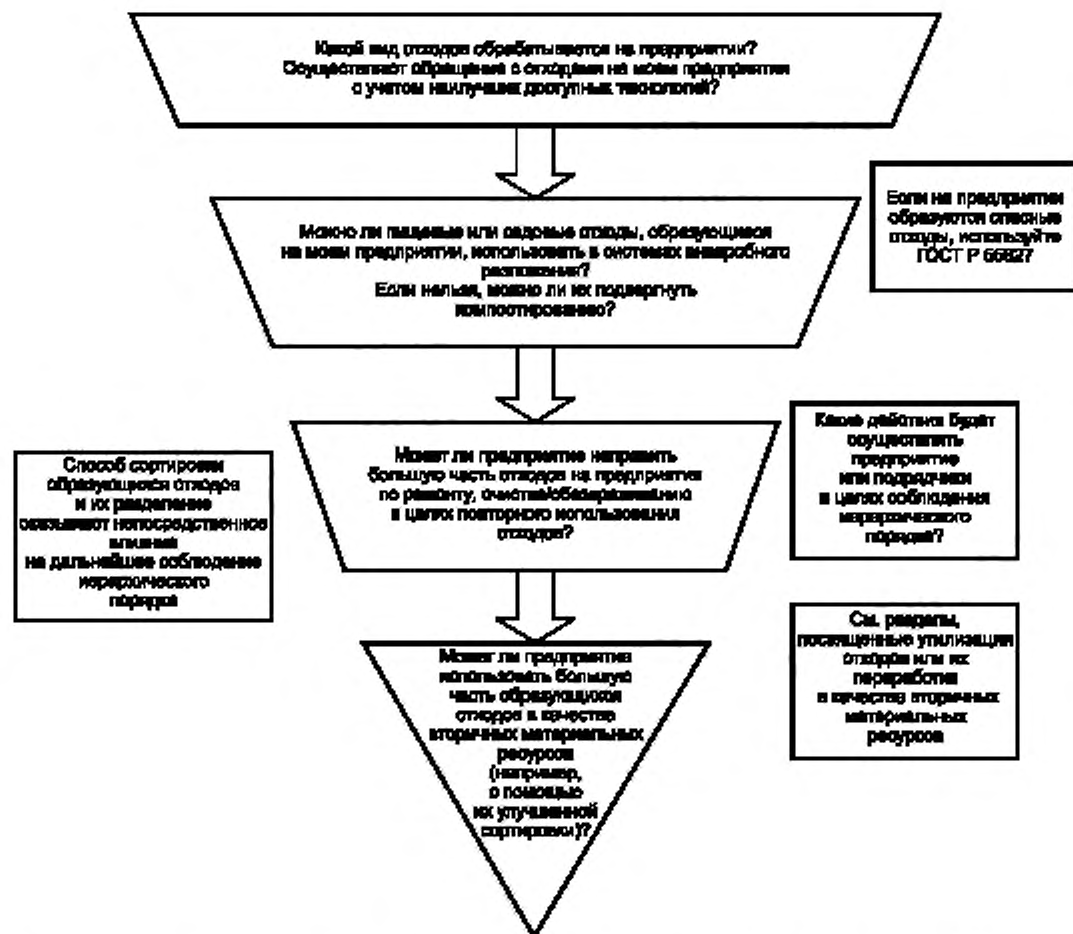 Какой вид отходов обрабатывается на предприятии?
Осуществляют обращение с отходами на моем предприятии
с учетом наилучших доступных технологий?
Если на предприятии
образуются опасные
отходы, используйте
ГОСТ Р
Можно ли пищевые или садовые отходы, образующиеся
на моем предприятии, использовать в системах анаэробного
разложения?
Если нельзя, можно ли их подвергнуть
компостированию?
Способ сортировки
образующихся отходов
и их разделение
оказывают непосредственное
влияние
на дальнейшее соблюдение
иерархического
порядка
Может ли предприятие направить
большую часть отходов на предприятия
по ремонту, очистке/обеззараживанию
в целях повторного использования
отходов?
Какие действия будет
осуществлять
предприятие
или подрядчики
в целях соблюдения
иерархического
порядка?
Может ли предприятие
использовать большую
часть образующихся
отходов в качестве
вторичных материальных
ресурсов
(например,
с помощью
их улучшенной
сортировки)?
См. разделы,
посвященные утилизации
отходов или их
переработке
в качестве вторичных
материальных
ресурсов